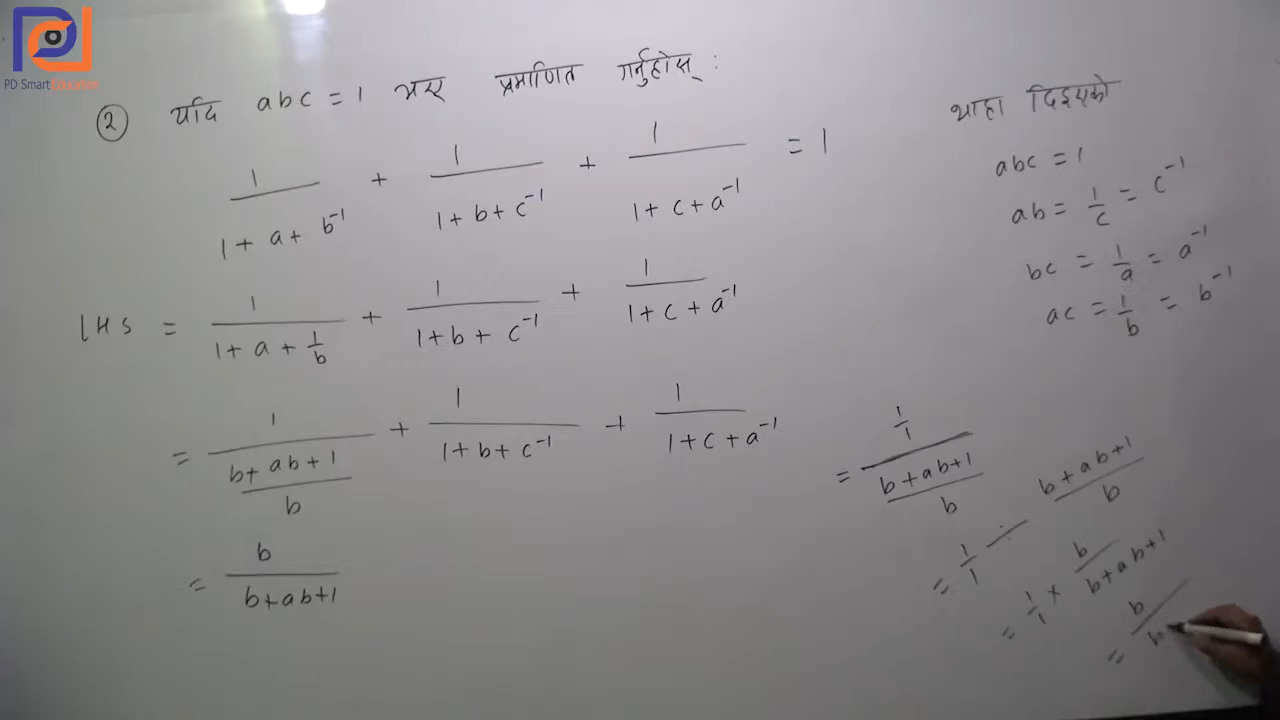 PD Smart Education
२ यदि abc = 1 भए प्रमाणित गर्नुहोस् :
1/(1 + a + b⁻¹) + 1/(1 + b + c⁻¹) + 1/(1 + c + a⁻¹) = 1
LHS = 1/(1 + a + 1/b) + 1/(1 + b + c⁻¹) + 1/(1 + c + a⁻¹)
= 1/((b + ab + 1)/b) + 1/(1 + b + c⁻¹) + 1/(1 + c + a⁻¹)
= b/(b + ab + 1)
थाहा दिइएको
abc = 1
ab = 1/c = c⁻¹
bc = 1/a = a⁻¹
ac = 1/b = b⁻¹
= (1/1)/((b + ab + 1)/b)
= 1/1 ÷ (b + ab + 1)/b
= 1/1 × b/(b + ab + 1)
= b/b